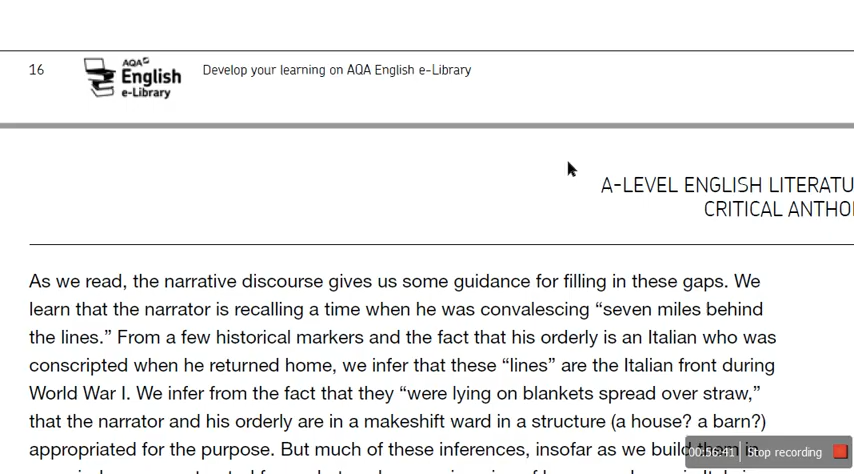 16
AQA
English
e-Library
Develop your learning on AQA English e-Library
A-LEVEL ENGLISH LITERATU
CRITICAL ANTHO
As we read, the narrative discourse gives us some guidance for filling in these gaps. We
learn that the narrator is recalling a time when he was convalescing “seven miles behind
the lines.” From a few historical markers and the fact that his orderly is an Italian who was
conscripted when he returned home, we infer that these “lines” are the Italian front during
World War I. We infer from the fact that they “were lying on blankets spread over straw,”
that the narrator and his orderly are in a makeshift ward in a structure (a house? a barn?)
appropriated for the purpose. But much of these inferences, insofar as we build them in
00:56:41 Stop recording